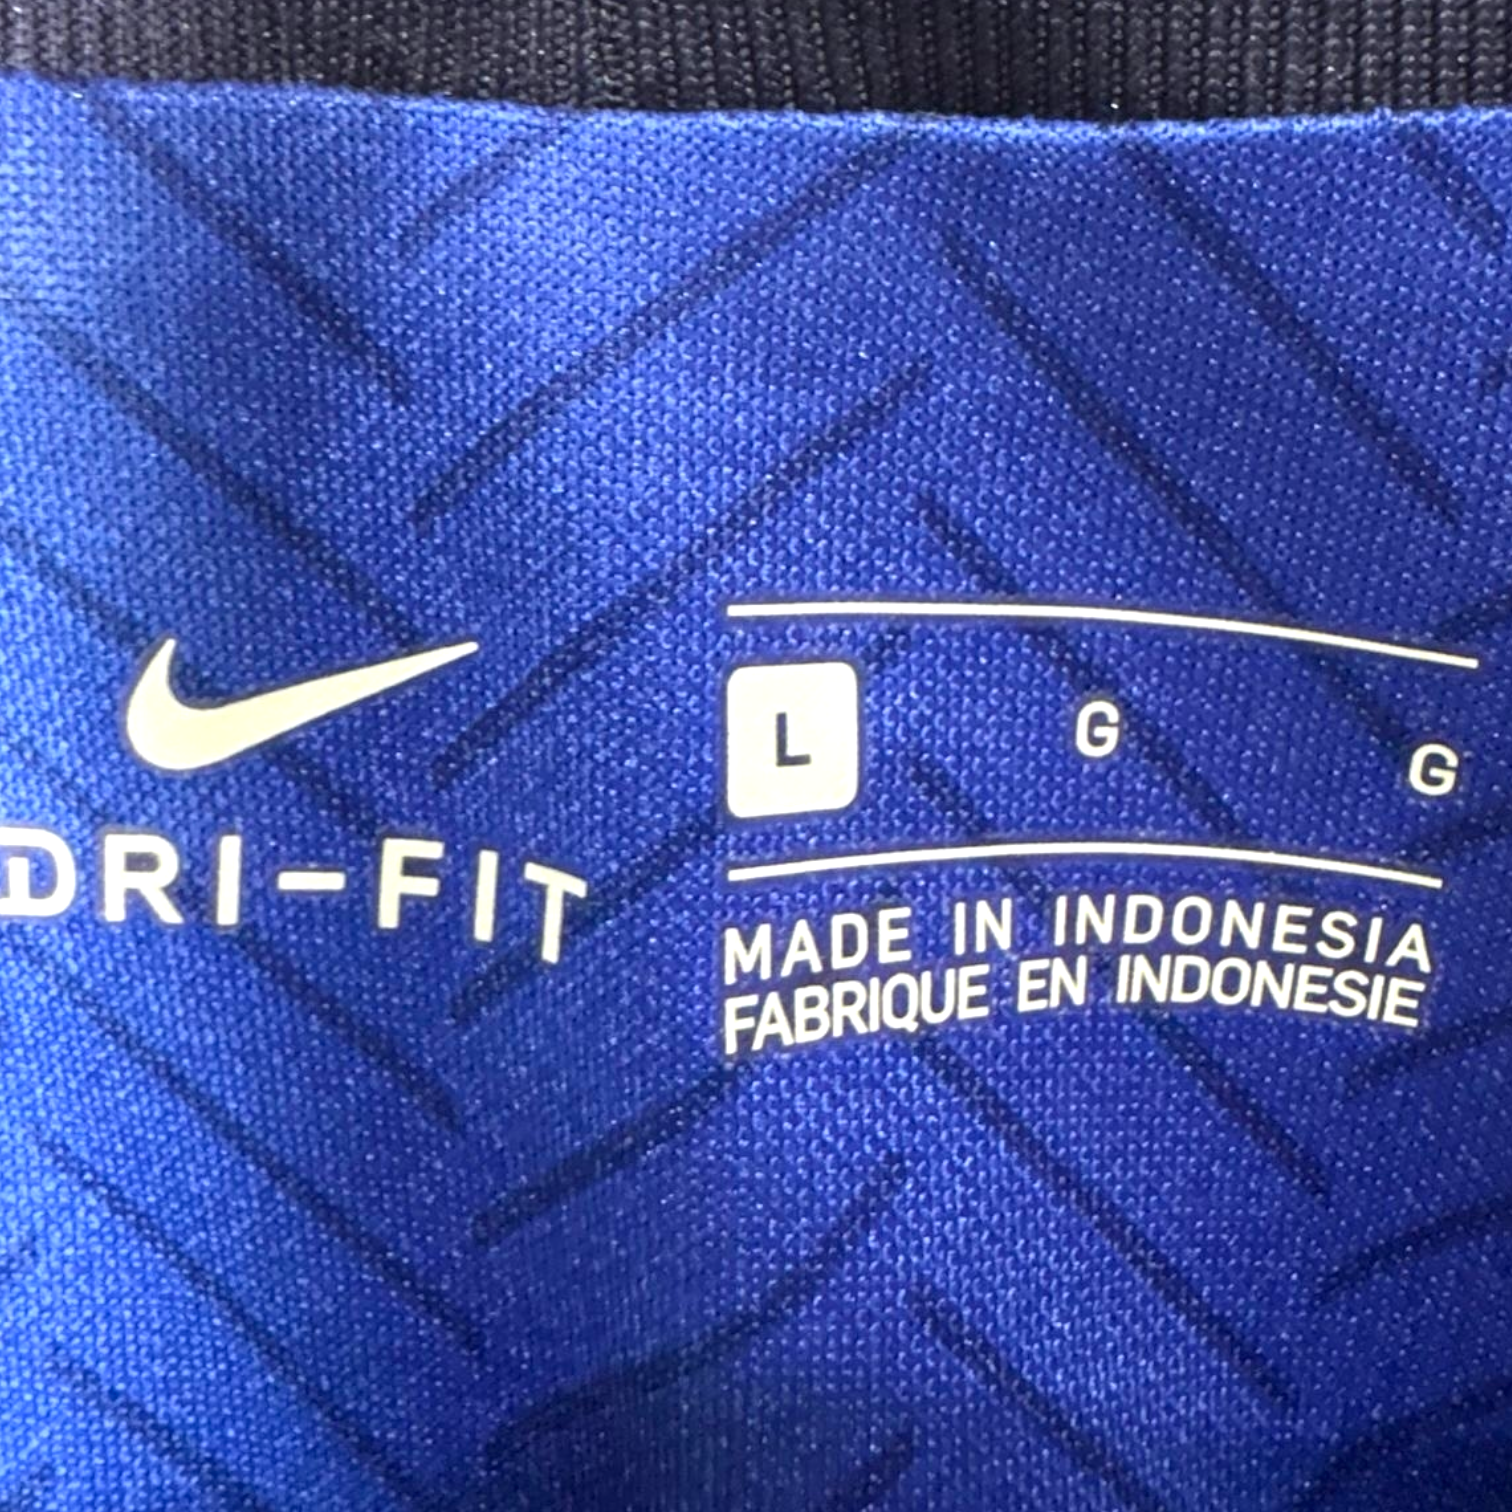 DRI-FIT
L G G
MADE IN INDONESIA
FABRIQUE EN INDONESIE